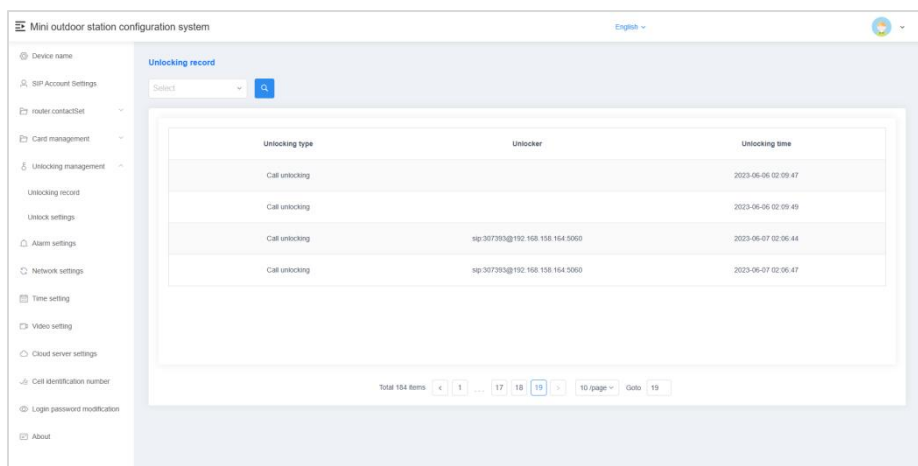 Mini outdoor station configuration system
English
Device name
SIP Account Settings
router.contactSet
Card management
Unlocking management
Unlocking record
Unlock settings
Alarm settings
Network settings
Time setting
Video setting
Cloud server settings
Cell identification number
Login password modification
About
Unlocking record
Select
Unlocking type Unlocker Unlocking time
Call unlocking 2023-06-06 02:09:47
Call unlocking 2023-06-06 02:09:49
Call unlocking sip:307393@192.168.158.164:5060 2023-06-07 02:06:44
Call unlocking sip:307393@192.168.158.164:5060 2023-06-07 02:06:47
Total 184 items < 1 ... 17 18 19 > 10 /page Goto 19